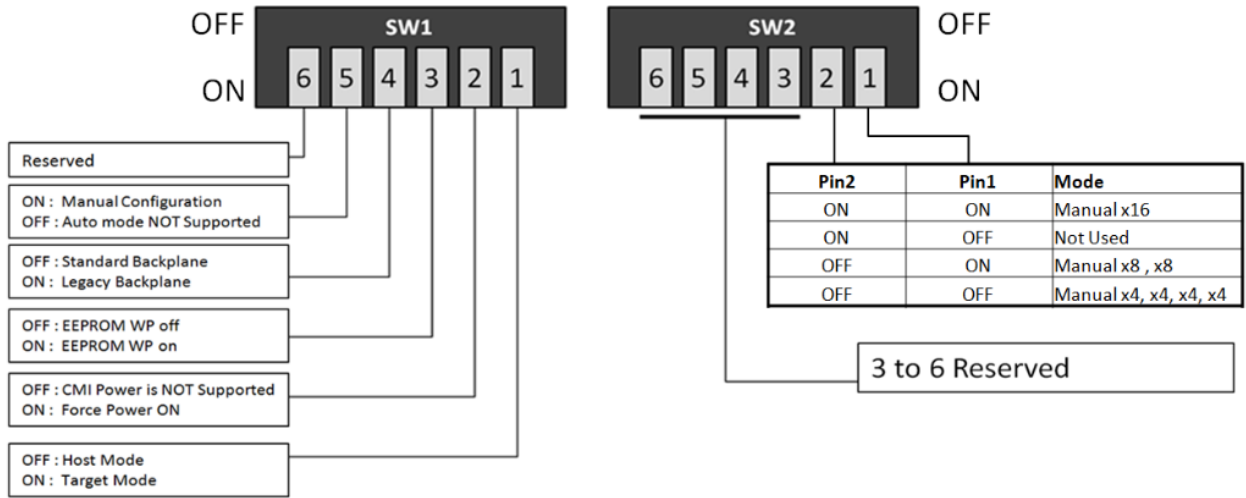 OFF
SW1
ON
6 5 4 3 2 1
Reserved
ON : Manual Configuration
OFF : Auto mode NOT Supported
OFF : Standard Backplane
ON : Legacy Backplane
OFF : EEPROM WP off
ON : EEPROM WP on
OFF : CMI Power is NOT Supported
ON : Force Power ON
OFF : Host Mode
ON : Target Mode
SW2
OFF
6 5 4 3 2 1
ON
Pin2 Pin1 Mode
ON ON Manual x16
ON OFF Not Used
OFF ON Manual x8 , x8
OFF OFF Manual x4, x4, x4, x4
3 to 6 Reserved